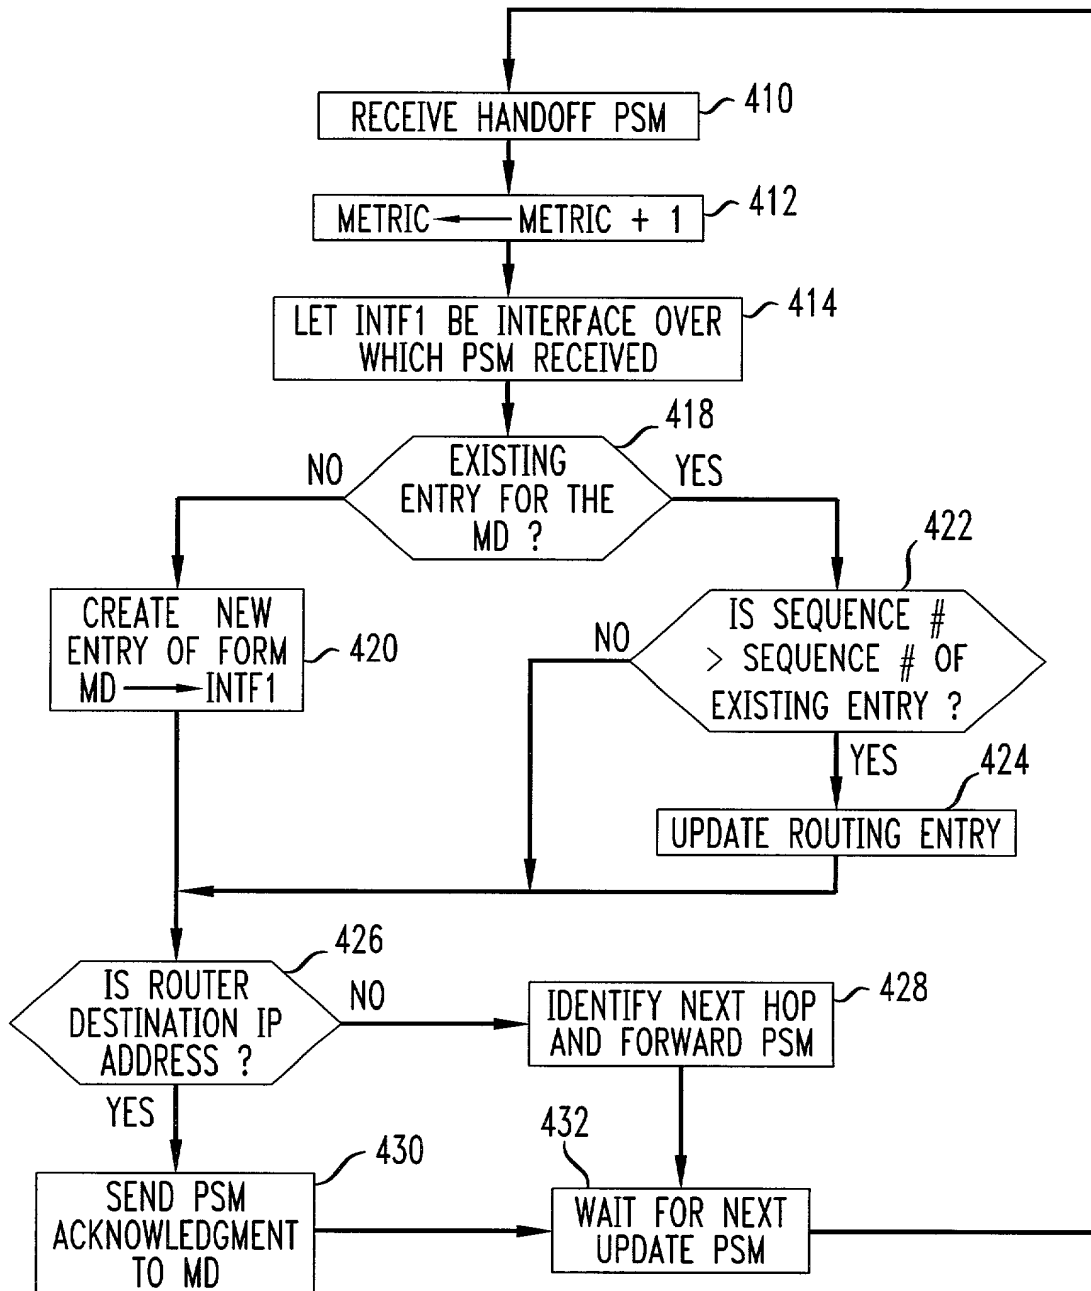 RECEIVE HANDOFF PSM
410
METRIC ← METRIC + 1
412
LET INTF1 BE INTERFACE OVER
WHICH PSM RECEIVED
414
418
EXISTING
ENTRY FOR THE
MD ?
NO
YES
CREATE NEW
ENTRY OF FORM
MD → INTF1
420
422
IS SEQUENCE #
> SEQUENCE # OF
EXISTING ENTRY ?
NO
YES
424
UPDATE ROUTING ENTRY
426
IS ROUTER
DESTINATION IP
ADDRESS ?
NO
YES
428
IDENTIFY NEXT HOP
AND FORWARD PSM
430
SEND PSM
ACKNOWLEDGMENT
TO MD
432
WAIT FOR NEXT
UPDATE PSM